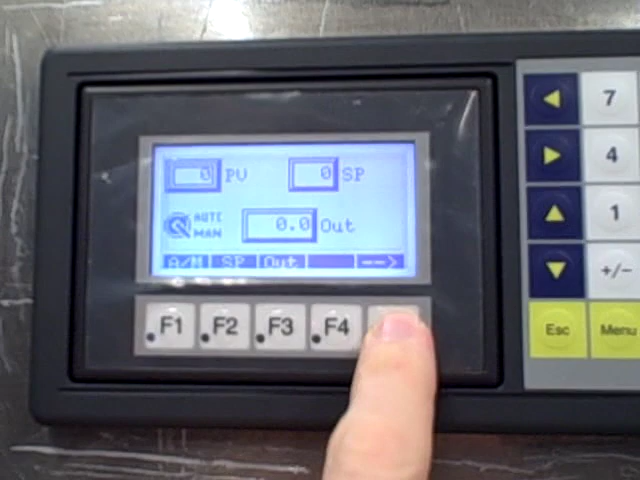 0 PV 0 SP
AUTO
MAN
0.0 Out
A/M SP Out -->
F1 F2 F3 F4
7
4
1
+/-
Esc Menu